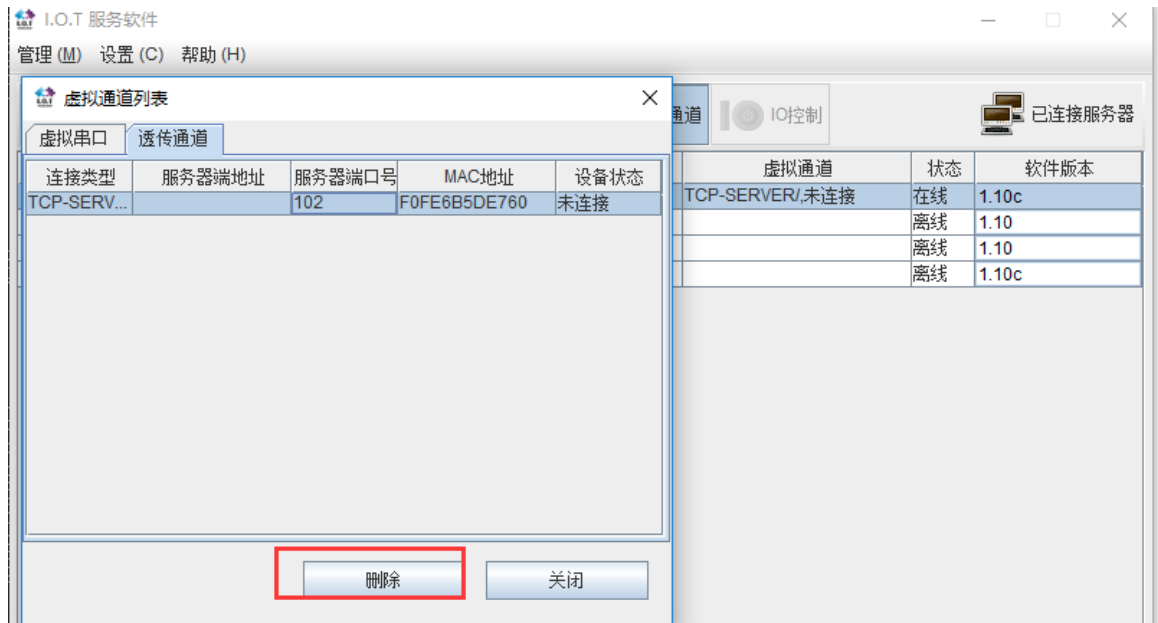 I.O.T 服务软件
管理 (M) 设置 (C) 帮助 (H)
虚拟通道列表
通道 IO控制 已连接服务器
虚拟串口 透传通道
连接类型 服务器端地址 服务器端口号 MAC地址 设备状态
TCP-SERV... 102 F0FE6B5DE760 未连接
虚拟通道 状态 软件版本
TCP-SERVER/,未连接 在线 1.10c
离线 1.10
离线 1.10
离线 1.10c
删除 关闭